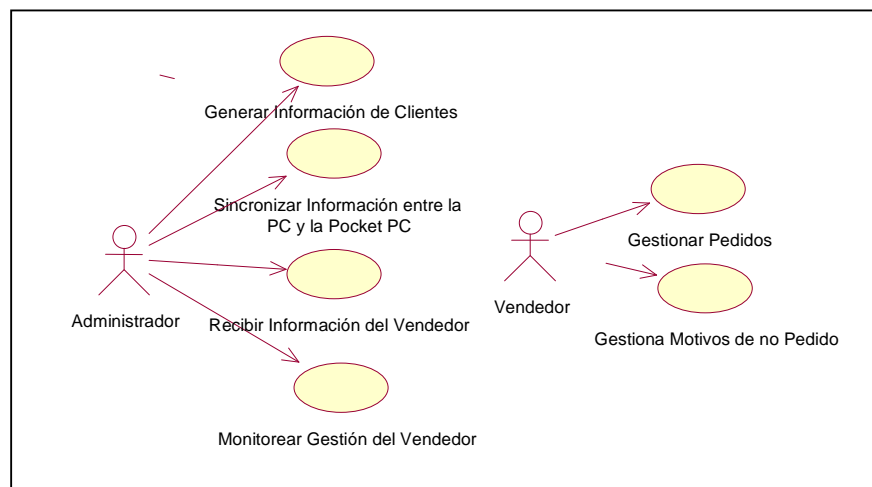 Generar Información de Clientes
Sincronizar Información entre la
PC y la Pocket PC
Administrador
Recibir Información del Vendedor
Monitorear Gestión del Vendedor
Gestionar Pedidos
Vendedor
Gestiona Motivos de no Pedido